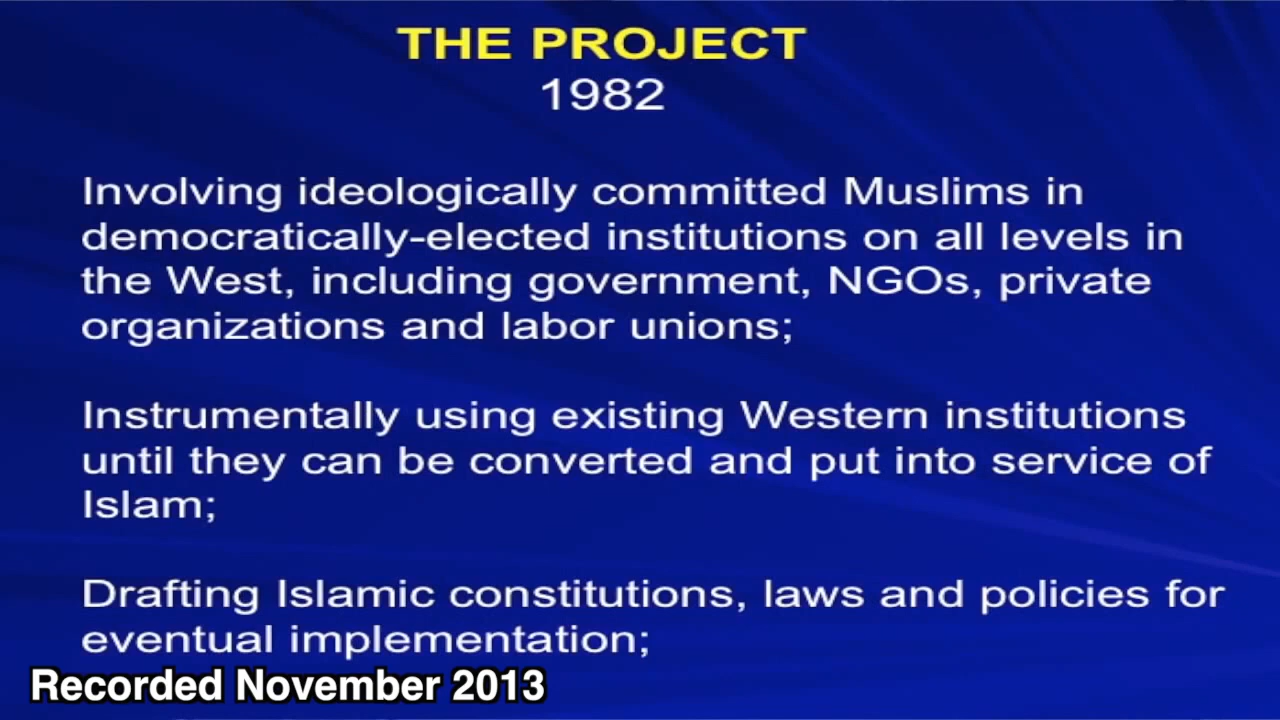 THE PROJECT
1982
Involving ideologically committed Muslims in
democratically-elected institutions on all levels in
the West, including government, NGOs, private
organizations and labor unions;
Instrumentally using existing Western institutions
until they can be converted and put into service of
Islam;
Drafting Islamic constitutions, laws and policies for
eventual implementation;
Recorded November 2013